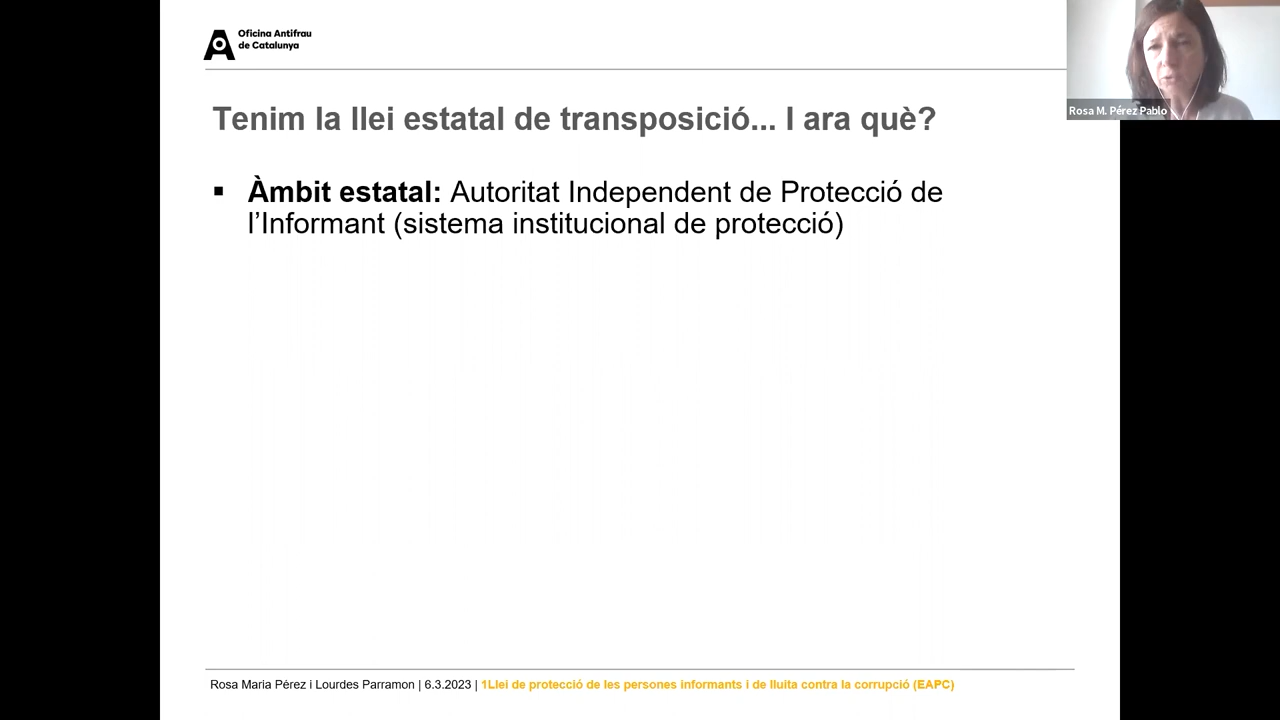 Oficina Antifrau
de Catalunya
Rosa M. Pérez Pablo
Tenim la llei estatal de transposició... I ara què?
▪ Àmbit estatal: Autoritat Independent de Protecció de
l’Informant (sistema institucional de protecció)
Rosa Maria Pérez i Lourdes Parramon | 6.3.2023 | 1Llei de protecció de les persones informants i de lluita contra la corrupció (EAPC)